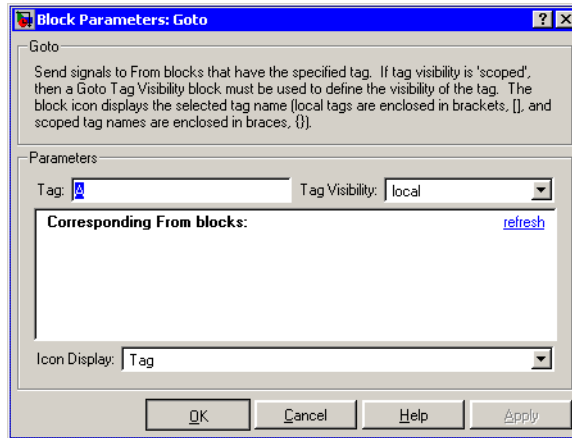 Block Parameters: Goto
Goto
Send signals to From blocks that have the specified tag. If tag visibility is 'scoped',
then a Goto Tag Visibility block must be used to define the visibility of the tag. The
block icon displays the selected tag name (local tags are enclosed in brackets, [], and
scoped tag names are enclosed in braces, {}).
Parameters
Tag: A Tag Visibility: local
Corresponding From blocks: refresh
Icon Display: Tag
OK Cancel Help Apply